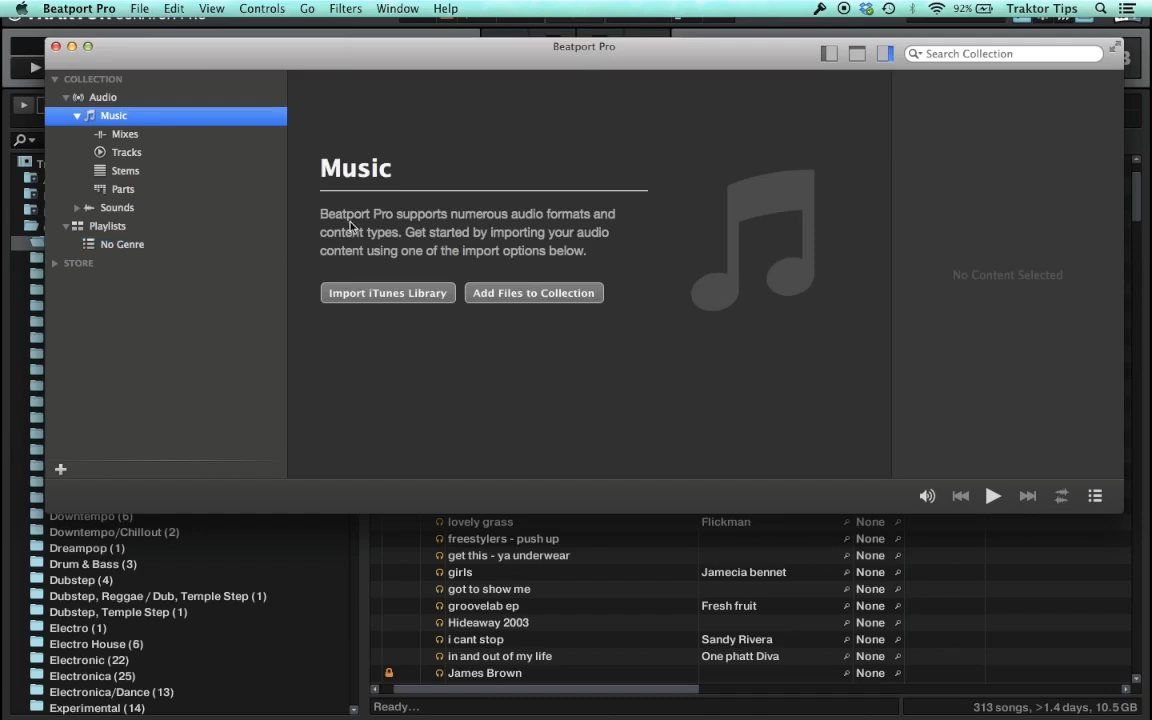 Beatport Pro File Edit View Controls Go Filters Window Help 92% Traktor Tips
Beatport Pro
Search Collection
COLLECTION
Audio
Music
Mixes
Tracks
Stems
Parts
Sounds
Playlists
No Genre
STORE
Music
Beatport Pro supports numerous audio formats and
content types. Get started by importing your audio
content using one of the import options below.
Import iTunes Library Add Files to Collection
No Content Selected
Downtempo (6)
Downtempo/Chillout (2)
Dreampop (1)
Drum & Bass (3)
Dubstep (4)
Dubstep, Reggae / Dub, Temple Step (1)
Dubstep, Temple Step (1)
Electro (1)
Electro House (6)
Electronic (22)
Electronica (25)
Electronica/Dance (13)
Experimental (14)
lovely grass Flickman None
freestylers - push up None
get this - ya underwear None
girls Jamecia bennet None
got to show me None
groovelab ep Fresh fruit None
Hideaway 2003 None
i cant stop Sandy Rivera None
in and out of my life One phatt Diva None
James Brown None
Ready... 313 songs, >1.4 days, 10.5 GB